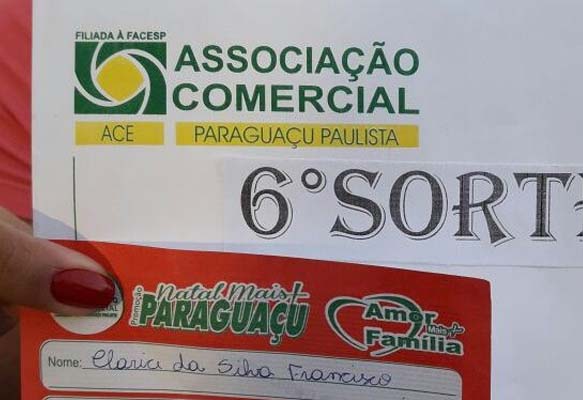 FILIADA À FACESP
ASSOCIAÇÃO
COMERCIAL
ACE PARAGUAÇU PAULISTA
6°SORT
Promoção
Natal Mais+
PARAGUAÇU
Amor
Mais +
Família
Nome: Clarice da Silva Francisco